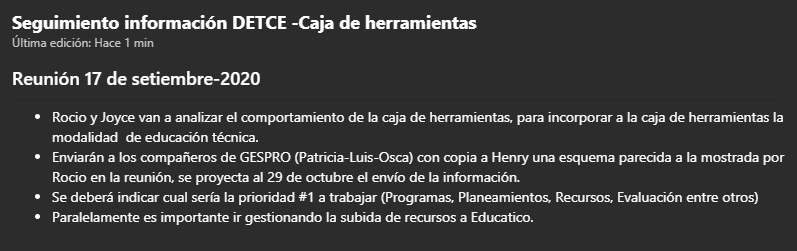 Seguimiento información DETCE -Caja de herramientas
Última edición: Hace 1 min
Reunión 17 de setiembre-2020
• Rocio y Joyce van a analizar el comportamiento de la caja de herramientas, para incorporar a la caja de herramientas la
modalidad de educación técnica.
• Enviarán a los compañeros de GESPRO (Patricia-Luis-Osca) con copia a Henry una esquema parecida a la mostrada por
Rocio en la reunión, se proyecta al 29 de octubre el envío de la información.
• Se deberá indicar cual sería la prioridad #1 a trabajar (Programas, Planeamientos, Recursos, Evaluación entre otros)
• Paralelamente es importante ir gestionando la subida de recursos a Educatico.